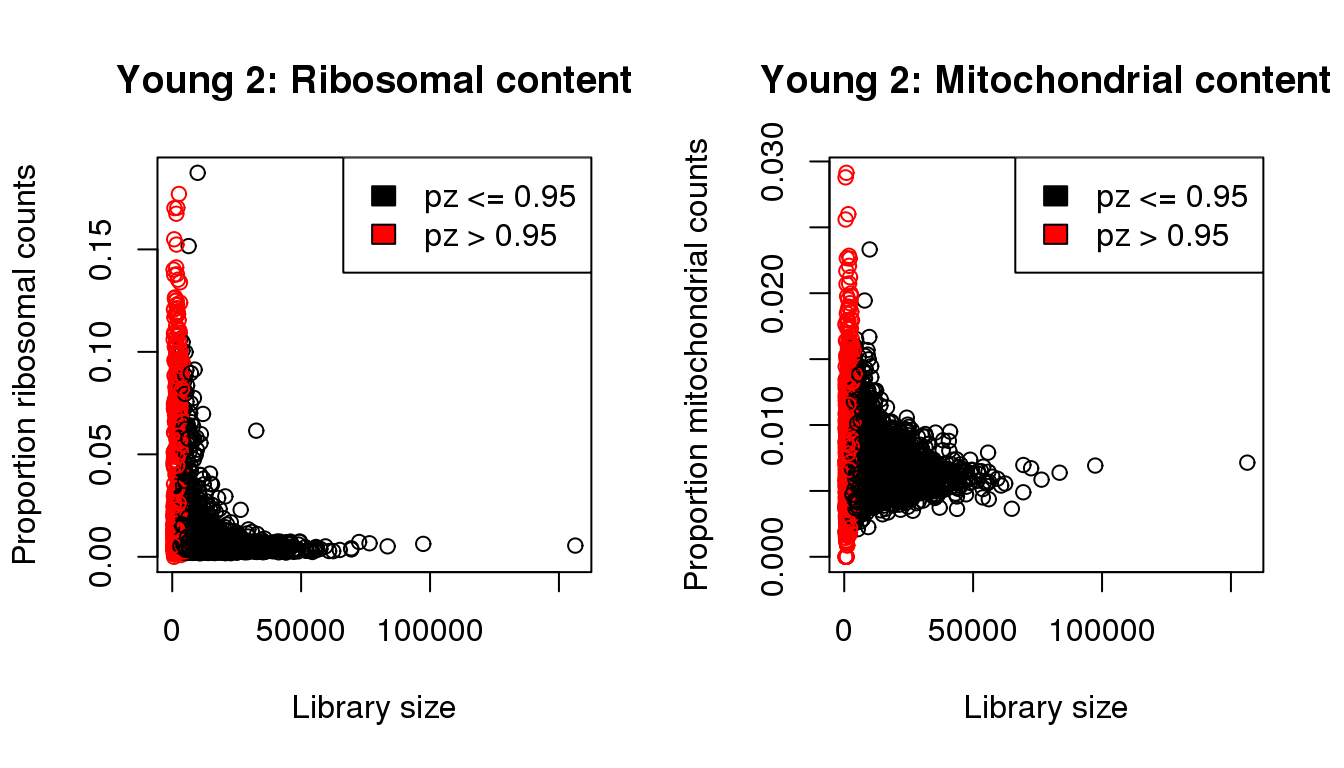 Young 2: Ribosomal content
Proportion ribosomal counts
0.00
0.05
0.10
0.15
pz <= 0.95
pz > 0.95
0
50000
100000
Library size
Young 2: Mitochondrial content
Proportion mitochondrial counts
0.000
0.010
0.020
0.030
pz <= 0.95
pz > 0.95
0
50000
100000
Library size